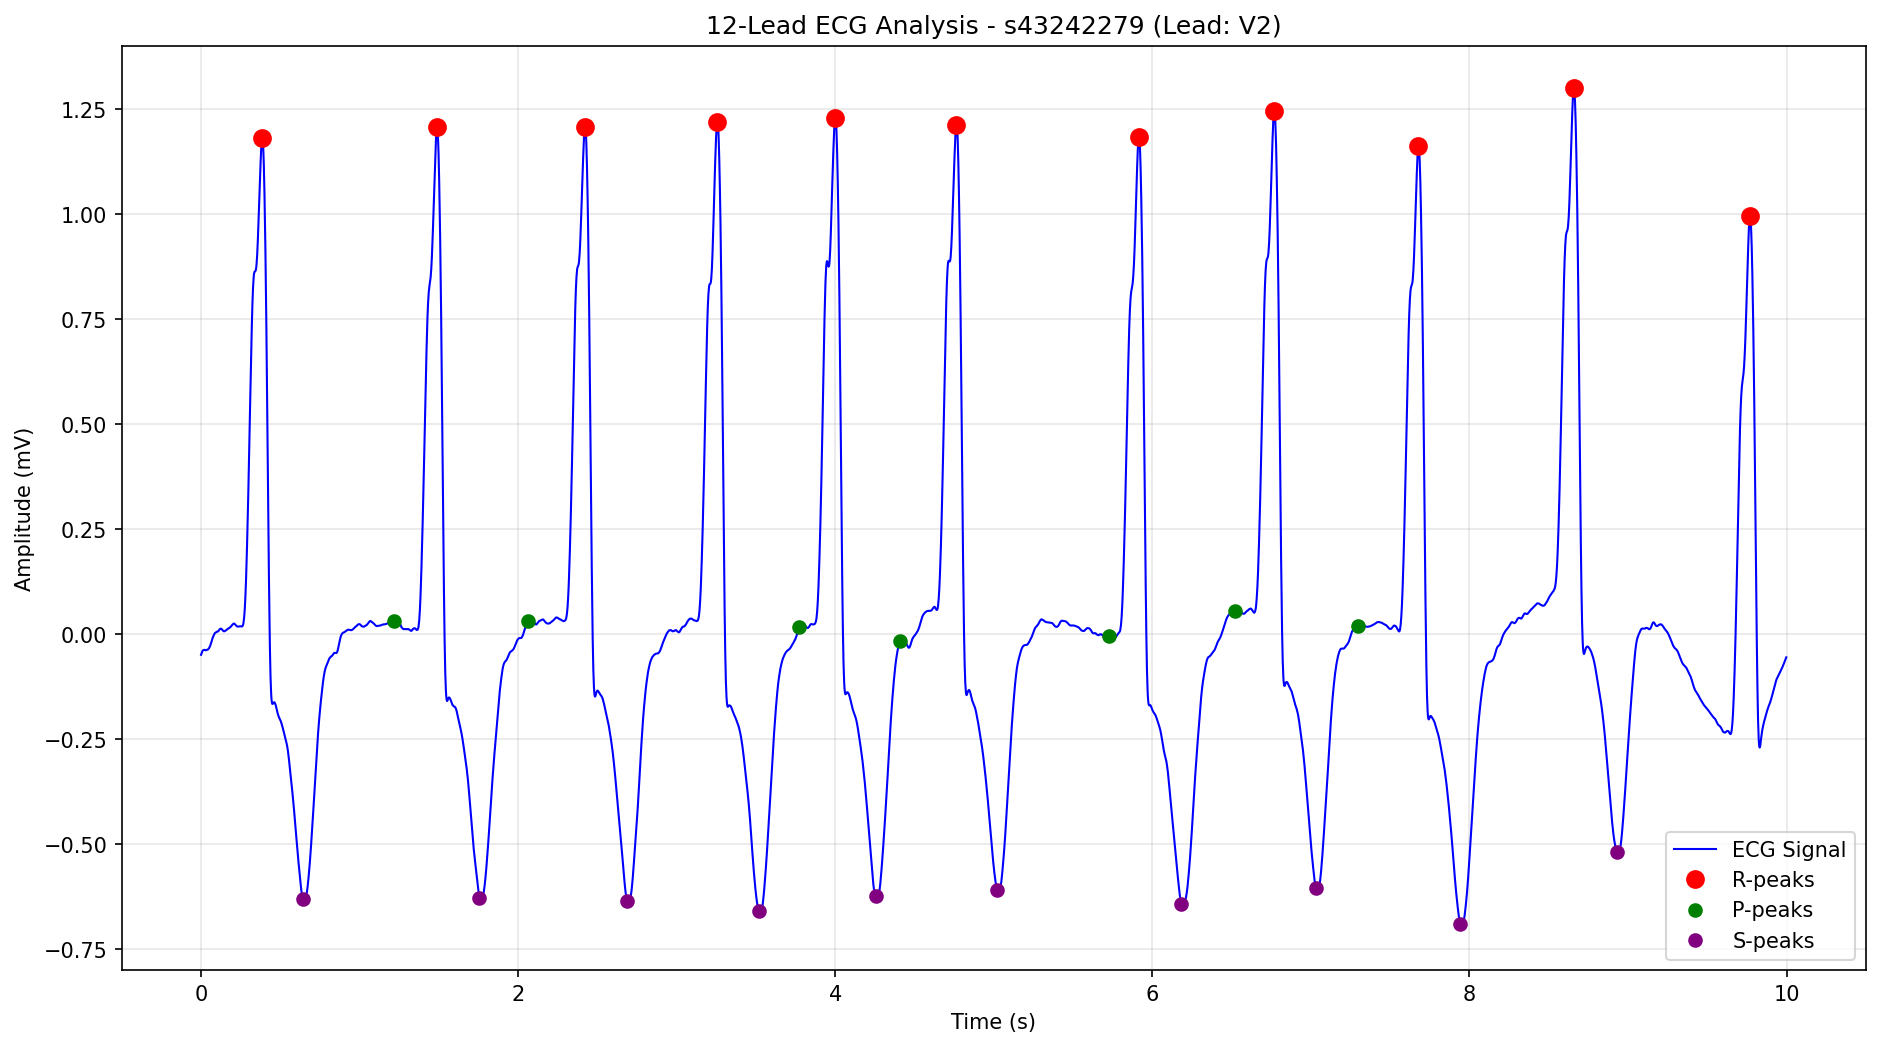 12-Lead ECG Analysis - s43242279 (Lead: V2)
1.25
1.00
0.75
0.50
0.25
0.00
−0.25
−0.50
−0.75
Amplitude (mV)
ECG Signal
R-peaks
P-peaks
S-peaks
0 2 4 6 8 10
Time (s)